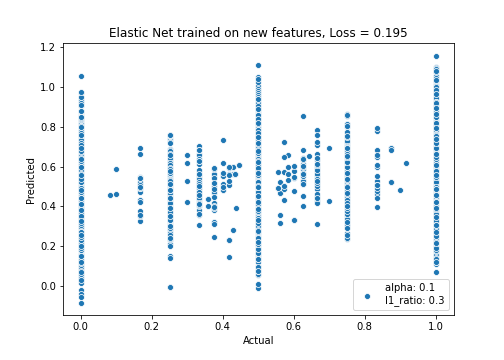 Elastic Net trained on new features, Loss = 0.195
1.2
1.0
0.8
0.6
0.4
0.2
0.0
Predicted
0.0 0.2 0.4 0.6 0.8 1.0
Actual
alpha: 0.1
l1_ratio: 0.3